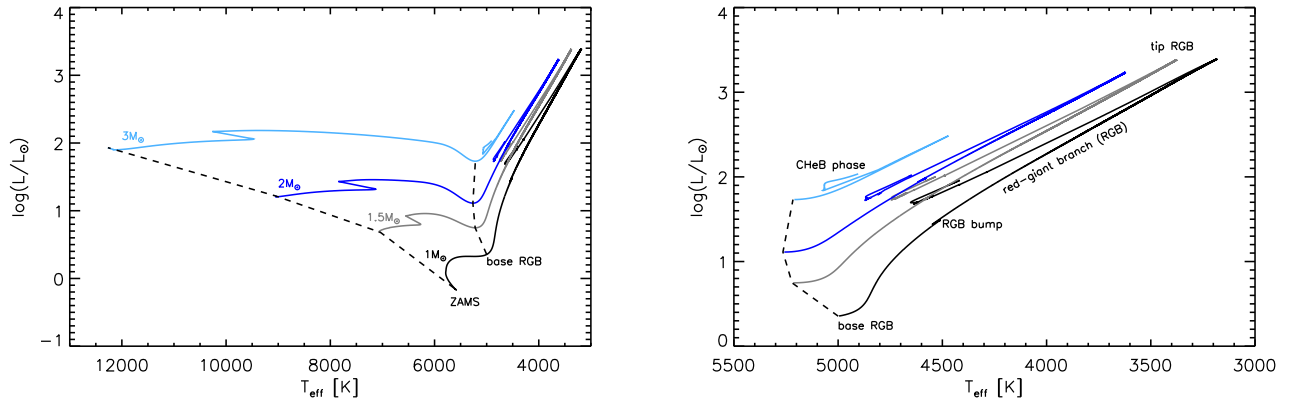 4
3
2
1
0
−1
log(L/L⊙)
3M⊙
2M⊙
1.5M⊙
1M⊙
base RGB
ZAMS
12000 10000 8000 6000 4000
Teff [K]
4
3
2
1
0
log(L/L⊙)
tip RGB
CHeB phase
red−giant branch (RGB)
RGB bump
base RGB
5500 5000 4500 4000 3500 3000
Teff [K]